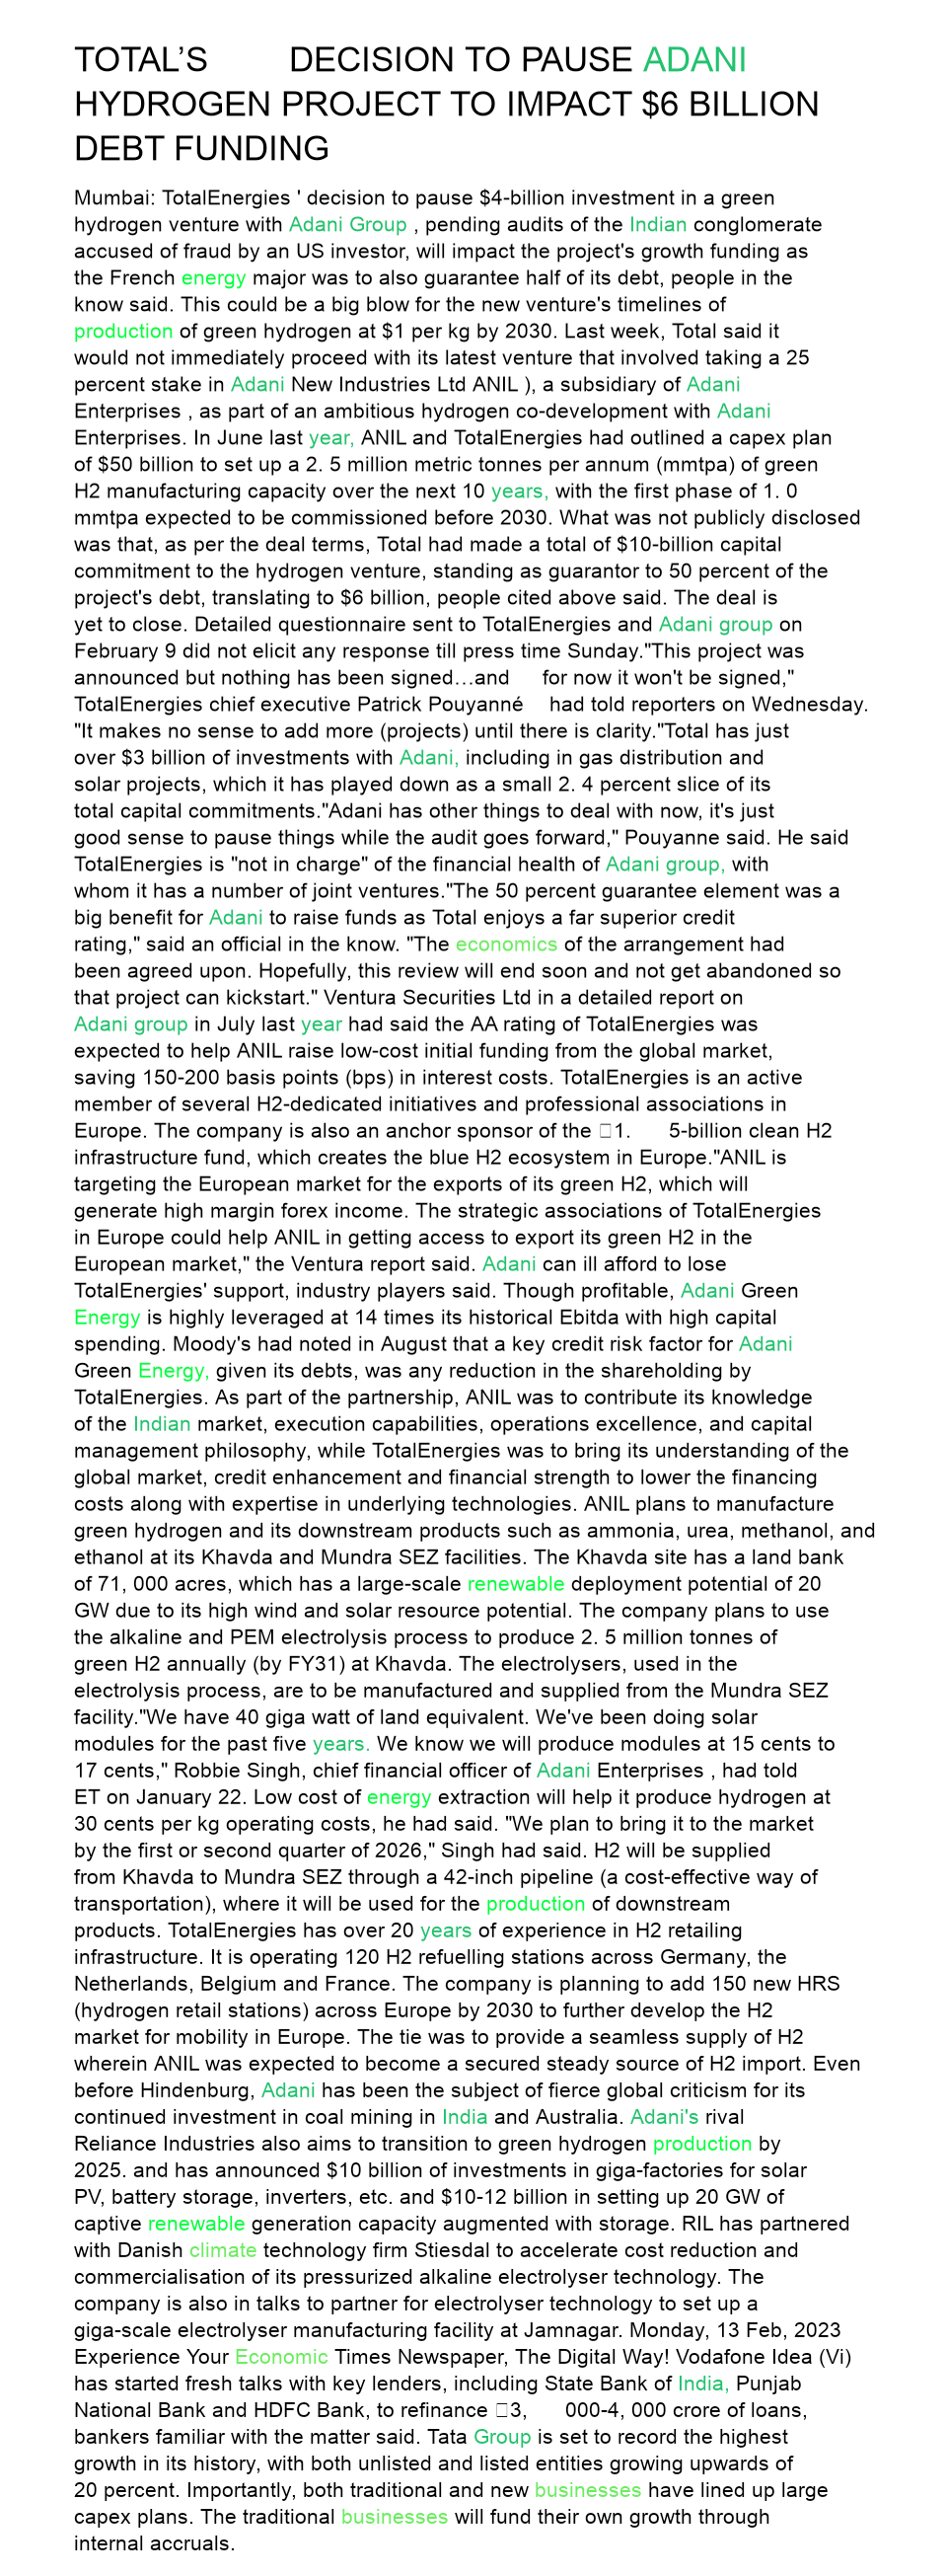 TOTAL’S DECISION TO PAUSE ADANI
HYDROGEN PROJECT TO IMPACT $6 BILLION
DEBT FUNDING
Mumbai: TotalEnergies ' decision to pause $4-billion investment in a green
hydrogen venture with Adani Group , pending audits of the Indian conglomerate
accused of fraud by an US investor, will impact the project's growth funding as
the French energy major was to also guarantee half of its debt, people in the
know said. This could be a big blow for the new venture's timelines of
production of green hydrogen at $1 per kg by 2030. Last week, Total said it
would not immediately proceed with its latest venture that involved taking a 25
percent stake in Adani New Industries Ltd ANIL ), a subsidiary of Adani
Enterprises , as part of an ambitious hydrogen co-development with Adani
Enterprises. In June last year, ANIL and TotalEnergies had outlined a capex plan
of $50 billion to set up a 2. 5 million metric tonnes per annum (mmtpa) of green
H2 manufacturing capacity over the next 10 years, with the first phase of 1. 0
mmtpa expected to be commissioned before 2030. What was not publicly disclosed
was that, as per the deal terms, Total had made a total of $10-billion capital
commitment to the hydrogen venture, standing as guarantor to 50 percent of the
project's debt, translating to $6 billion, people cited above said. The deal is
yet to close. Detailed questionnaire sent to TotalEnergies and Adani group on
February 9 did not elicit any response till press time Sunday."This project was
announced but nothing has been signed…and for now it won't be signed,"
TotalEnergies chief executive Patrick Pouyanné had told reporters on Wednesday.
"It makes no sense to add more (projects) until there is clarity."Total has just
over $3 billion of investments with Adani, including in gas distribution and
solar projects, which it has played down as a small 2. 4 percent slice of its
total capital commitments."Adani has other things to deal with now, it's just
good sense to pause things while the audit goes forward," Pouyanne said. He said
TotalEnergies is "not in charge" of the financial health of Adani group, with
whom it has a number of joint ventures."The 50 percent guarantee element was a
big benefit for Adani to raise funds as Total enjoys a far superior credit
rating," said an official in the know. "The economics of the arrangement had
been agreed upon. Hopefully, this review will end soon and not get abandoned so
that project can kickstart." Ventura Securities Ltd in a detailed report on
Adani group in July last year had said the AA rating of TotalEnergies was
expected to help ANIL raise low-cost initial funding from the global market,
saving 150-200 basis points (bps) in interest costs. TotalEnergies is an active
member of several H2-dedicated initiatives and professional associations in
Europe. The company is also an anchor sponsor of the 1. 5-billion clean H2
infrastructure fund, which creates the blue H2 ecosystem in Europe."ANIL is
targeting the European market for the exports of its green H2, which will
generate high margin forex income. The strategic associations of TotalEnergies
in Europe could help ANIL in getting access to export its green H2 in the
European market," the Ventura report said. Adani can ill afford to lose
TotalEnergies' support, industry players said. Though profitable, Adani Green
Energy is highly leveraged at 14 times its historical Ebitda with high capital
spending. Moody's had noted in August that a key credit risk factor for Adani
Green Energy, given its debts, was any reduction in the shareholding by
TotalEnergies. As part of the partnership, ANIL was to contribute its knowledge
of the Indian market, execution capabilities, operations excellence, and capital
management philosophy, while TotalEnergies was to bring its understanding of the
global market, credit enhancement and financial strength to lower the financing
costs along with expertise in underlying technologies. ANIL plans to manufacture
green hydrogen and its downstream products such as ammonia, urea, methanol, and
ethanol at its Khavda and Mundra SEZ facilities. The Khavda site has a land bank
of 71, 000 acres, which has a large-scale renewable deployment potential of 20
GW due to its high wind and solar resource potential. The company plans to use
the alkaline and PEM electrolysis process to produce 2. 5 million tonnes of
green H2 annually (by FY31) at Khavda. The electrolysers, used in the
electrolysis process, are to be manufactured and supplied from the Mundra SEZ
facility."We have 40 giga watt of land equivalent. We've been doing solar
modules for the past five years. We know we will produce modules at 15 cents to
17 cents," Robbie Singh, chief financial officer of Adani Enterprises , had told
ET on January 22. Low cost of energy extraction will help it produce hydrogen at
30 cents per kg operating costs, he had said. "We plan to bring it to the market
by the first or second quarter of 2026," Singh had said. H2 will be supplied
from Khavda to Mundra SEZ through a 42-inch pipeline (a cost-effective way of
transportation), where it will be used for the production of downstream
products. TotalEnergies has over 20 years of experience in H2 retailing
infrastructure. It is operating 120 H2 refuelling stations across Germany, the
Netherlands, Belgium and France. The company is planning to add 150 new HRS
(hydrogen retail stations) across Europe by 2030 to further develop the H2
market for mobility in Europe. The tie was to provide a seamless supply of H2
wherein ANIL was expected to become a secured steady source of H2 import. Even
before Hindenburg, Adani has been the subject of fierce global criticism for its
continued investment in coal mining in India and Australia. Adani's rival
Reliance Industries also aims to transition to green hydrogen production by
2025. and has announced $10 billion of investments in giga-factories for solar
PV, battery storage, inverters, etc. and $10-12 billion in setting up 20 GW of
captive renewable generation capacity augmented with storage. RIL has partnered
with Danish climate technology firm Stiesdal to accelerate cost reduction and
commercialisation of its pressurized alkaline electrolyser technology. The
company is also in talks to partner for electrolyser technology to set up a
giga-scale electrolyser manufacturing facility at Jamnagar. Monday, 13 Feb, 2023
Experience Your Economic Times Newspaper, The Digital Way! Vodafone Idea (Vi)
has started fresh talks with key lenders, including State Bank of India, Punjab
National Bank and HDFC Bank, to refinance 3, 000-4, 000 crore of loans,
bankers familiar with the matter said. Tata Group is set to record the highest
growth in its history, with both unlisted and listed entities growing upwards of
20 percent. Importantly, both traditional and new businesses have lined up large
capex plans. The traditional businesses will fund their own growth through
internal accruals.